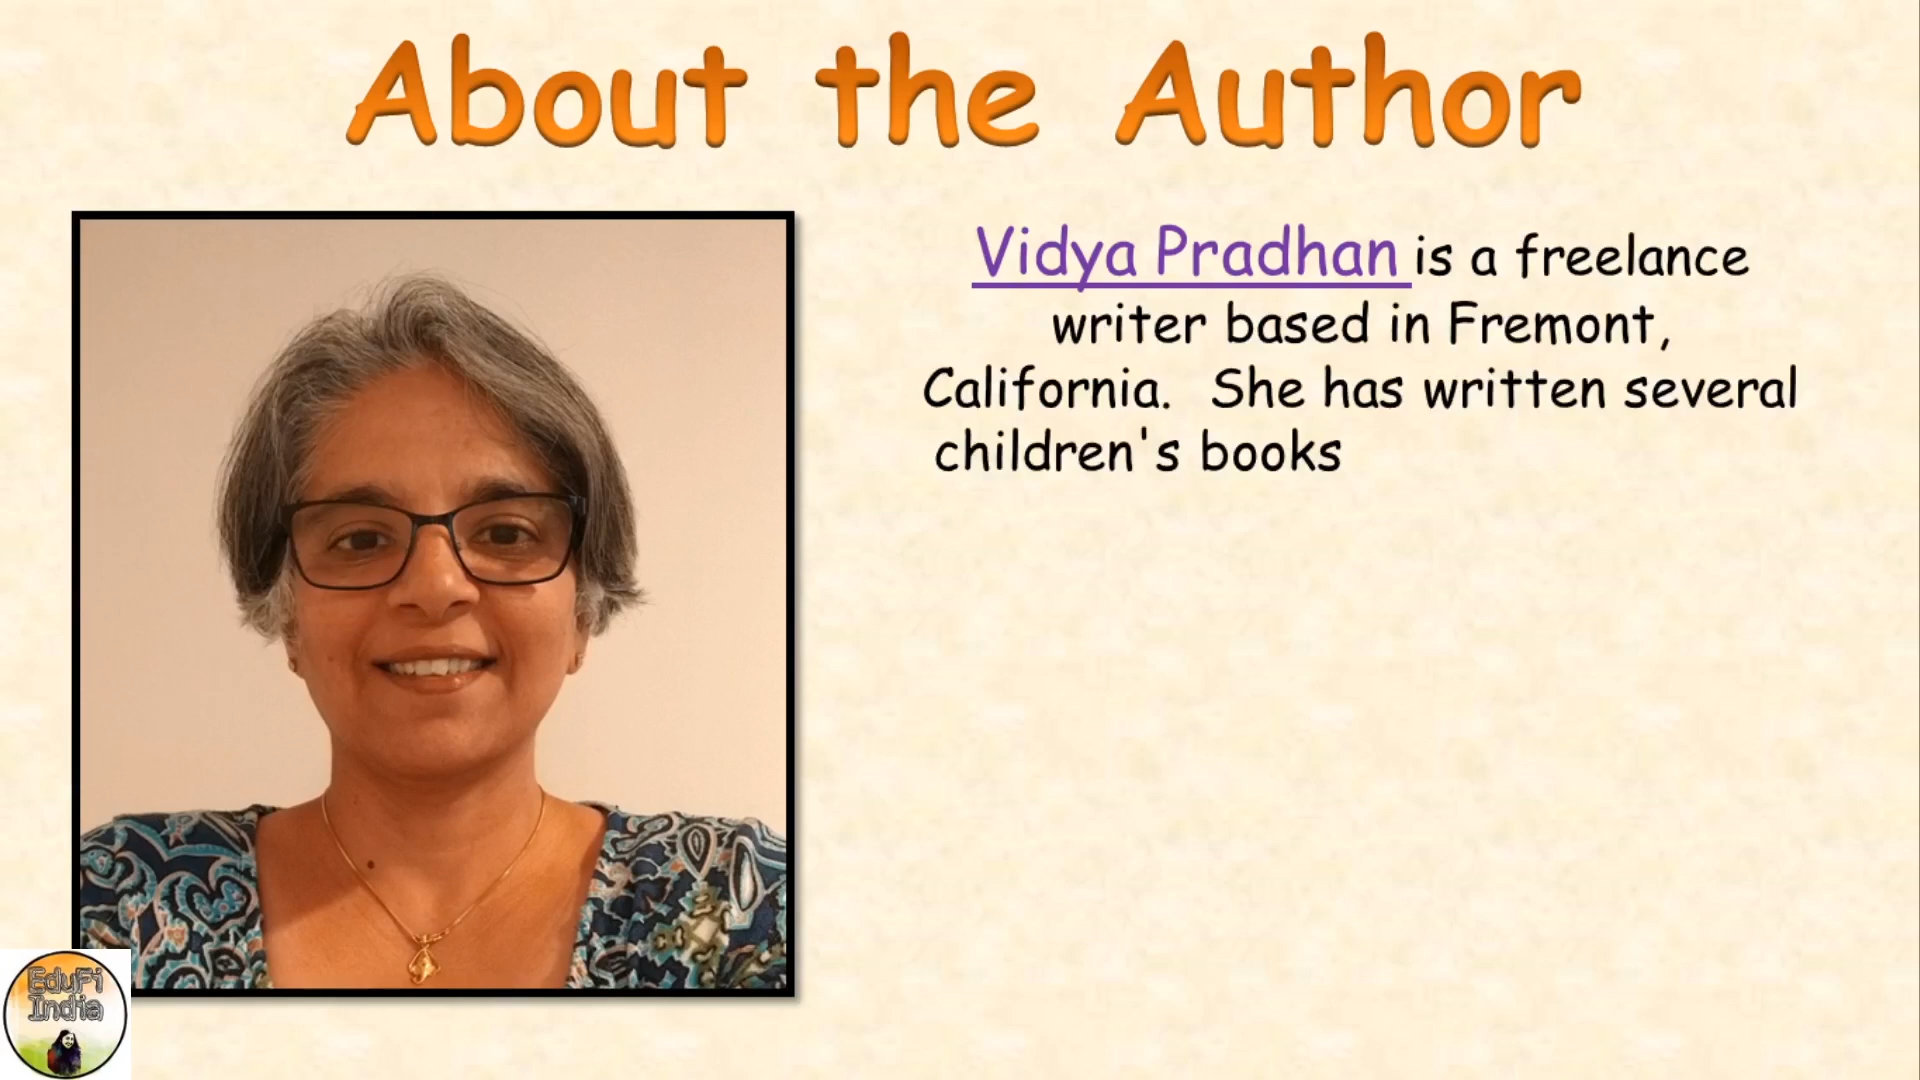 About the Author
Vidya Pradhan is a freelance
writer based in Fremont,
California. She has written several
children's books
EduFi
India